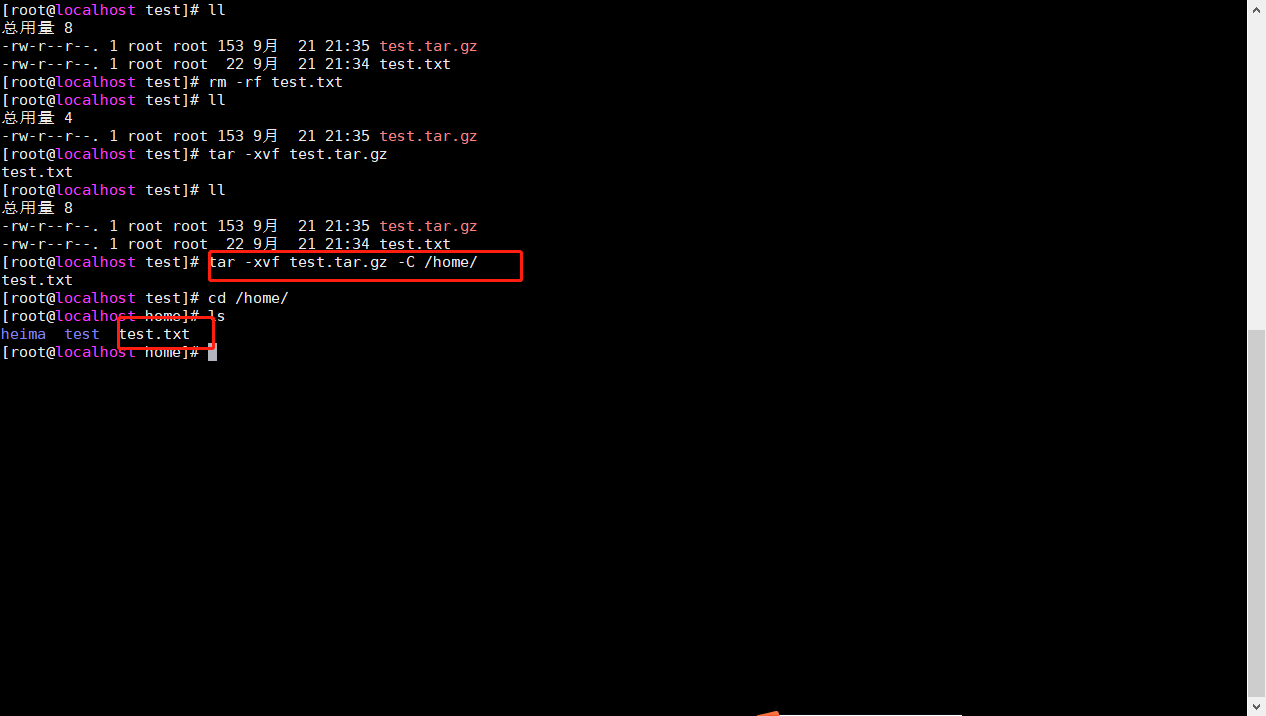 [root@localhost test]# ll
总用量 8
-rw-r--r--. 1 root root 153 9月  21 21:35 test.tar.gz
-rw-r--r--. 1 root root  22 9月  21 21:34 test.txt
[root@localhost test]# rm -rf test.txt
[root@localhost test]# ll
总用量 4
-rw-r--r--. 1 root root 153 9月  21 21:35 test.tar.gz
[root@localhost test]# tar -xvf test.tar.gz
test.txt
[root@localhost test]# ll
总用量 8
-rw-r--r--. 1 root root 153 9月  21 21:35 test.tar.gz
-rw-r--r--. 1 root root  22 9月  21 21:34 test.txt
[root@localhost test]# tar -xvf test.tar.gz -C /home/
test.txt
[root@localhost test]# cd /home/
[root@localhost home]# ls
heima  test  test.txt
[root@localhost home]#